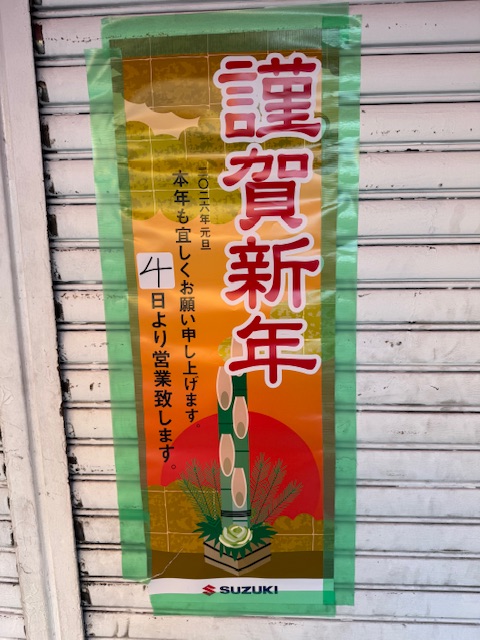 謹賀新年
二〇二六年 元旦
本年も宜しくお願い申し上げます。
4日より営業致します。
SUZUKI